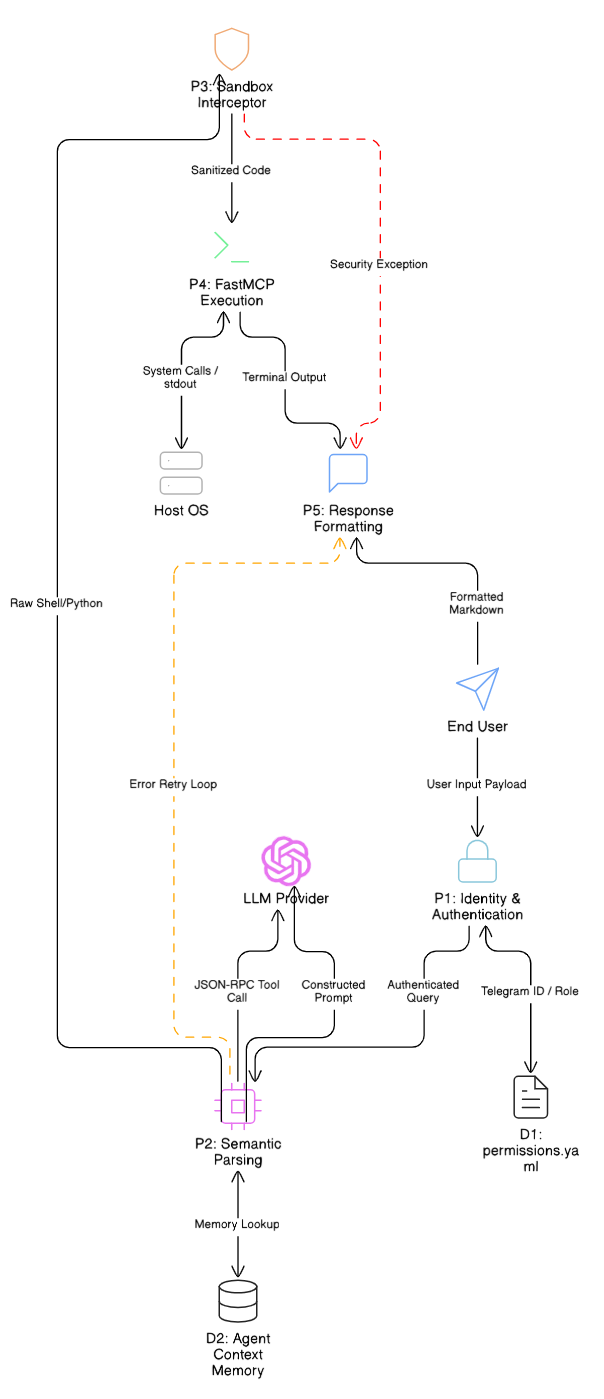 P3: Sandbox
Interceptor
Sanitized Code
Security Exception
P4: FastMCP
Execution
System Calls /
stdout
Terminal Output
Host OS
P5: Response
Formatting
Raw Shell/Python
Formatted
Markdown
End User
Error Retry Loop
User Input Payload
LLM Provider
P1: Identity &
Authentication
JSON-RPC Tool
Call
Constructed
Prompt
Authenticated
Query
Telegram ID / Role
P2: Semantic
Parsing
D1:
permissions.ya
ml
Memory Lookup
D2: Agent
Context
Memory